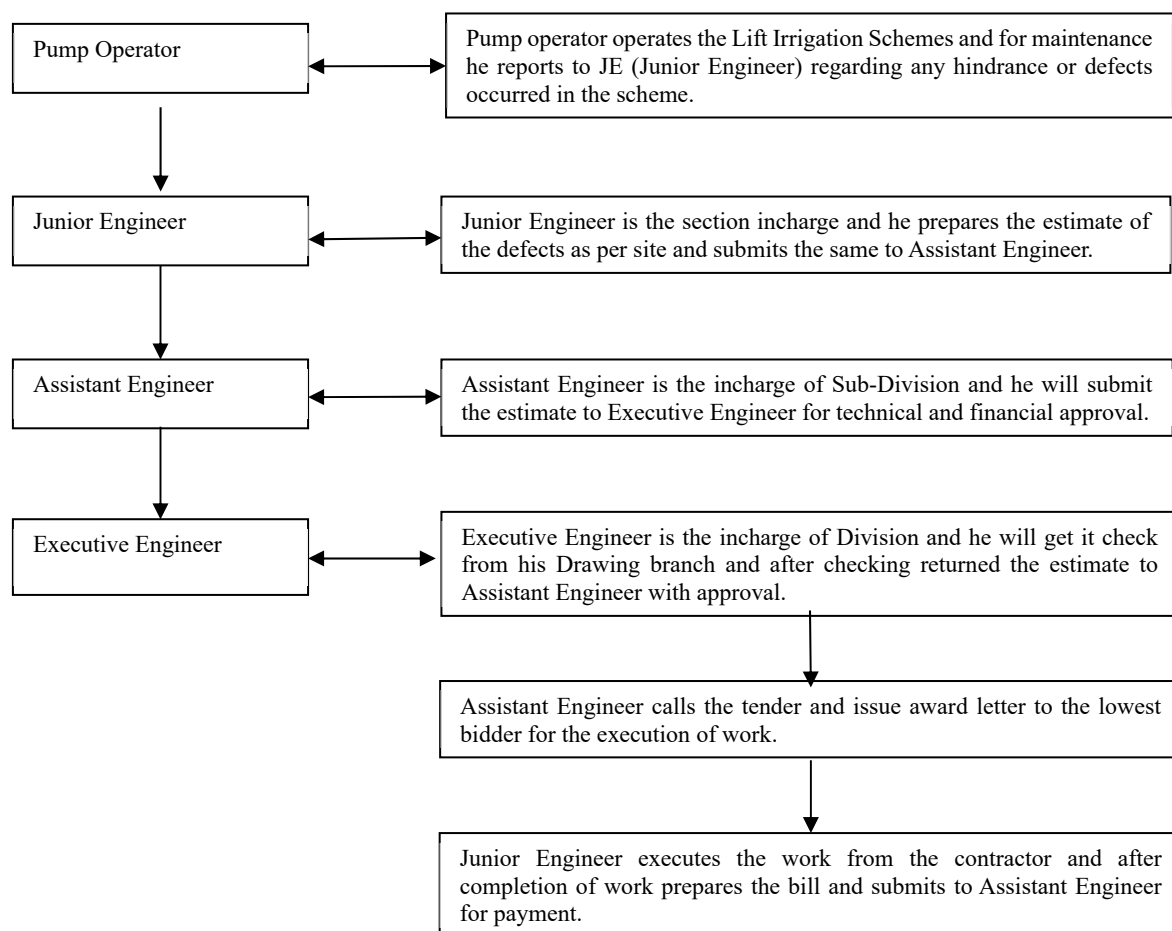 Pump Operator
Pump operator operates the Lift Irrigation Schemes and for maintenance
he reports to JE (Junior Engineer) regarding any hindrance or defects
occurred in the scheme.
Junior Engineer
Junior Engineer is the section incharge and he prepares the estimate of
the defects as per site and submits the same to Assistant Engineer.
Assistant Engineer
Assistant Engineer is the incharge of Sub-Division and he will submit
the estimate to Executive Engineer for technical and financial approval.
Executive Engineer
Executive Engineer is the incharge of Division and he will get it check
from his Drawing branch and after checking returned the estimate to
Assistant Engineer with approval.
Assistant Engineer calls the tender and issue award letter to the lowest
bidder for the execution of work.
Junior Engineer executes the work from the contractor and after
completion of work prepares the bill and submits to Assistant Engineer
for payment.